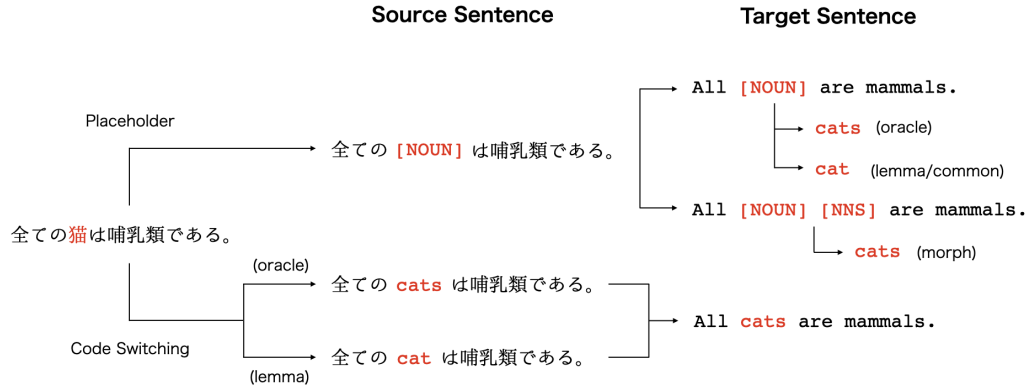 Source Sentence
Target Sentence
All [NOUN] are mammals.
Placeholder
cats (oracle)
全ての [NOUN] は哺乳類である。
cat (lemma/common)
All [NOUN] [NNS] are mammals.
全ての猫は哺乳類である。
cats (morph)
(oracle)
全ての cats は哺乳類である。
All cats are mammals.
Code Switching
全ての cat は哺乳類である。
(lemma)